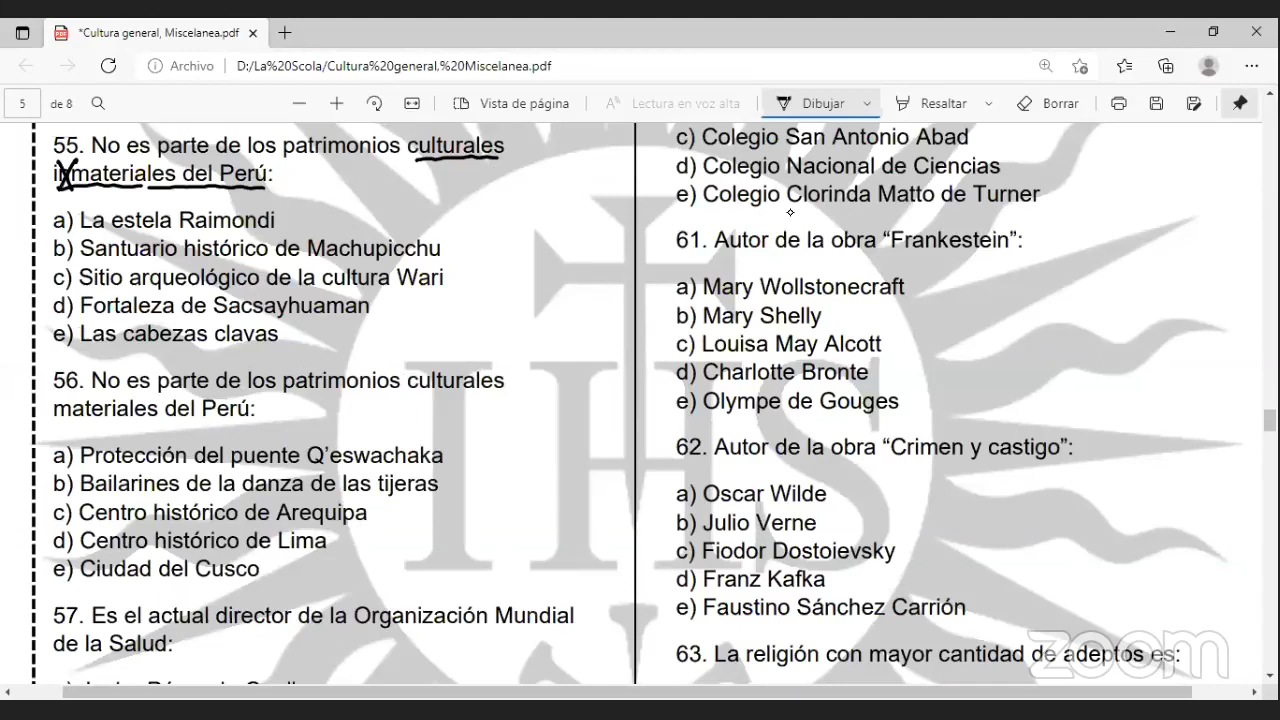 *Cultura general, Miscelanea.pdf
Archivo D:/La%20Scola/Cultura%20general,%20Miscelanea.pdf
5 de 8 Vista de página Lectura en voz alta Dibujar Resaltar Borrar
55. No es parte de los patrimonios culturales
inmateriales del Perú:
a) La estela Raimondi
b) Santuario histórico de Machupicchu
c) Sitio arqueológico de la cultura Wari
d) Fortaleza de Sacsayhuaman
e) Las cabezas clavas
56. No es parte de los patrimonios culturales
materiales del Perú:
a) Protección del puente Q’eswachaka
b) Bailarines de la danza de las tijeras
c) Centro histórico de Arequipa
d) Centro histórico de Lima
e) Ciudad del Cusco
57. Es el actual director de la Organización Mundial
de la Salud:
c) Colegio San Antonio Abad
d) Colegio Nacional de Ciencias
e) Colegio Clorinda Matto de Turner
61. Autor de la obra “Frankestein”:
a) Mary Wollstonecraft
b) Mary Shelly
c) Louisa May Alcott
d) Charlotte Bronte
e) Olympe de Gouges
62. Autor de la obra “Crimen y castigo”:
a) Oscar Wilde
b) Julio Verne
c) Fiodor Dostoievsky
d) Franz Kafka
e) Faustino Sánchez Carrión
63. La religión con mayor cantidad de adeptos es:
IHS
zoom